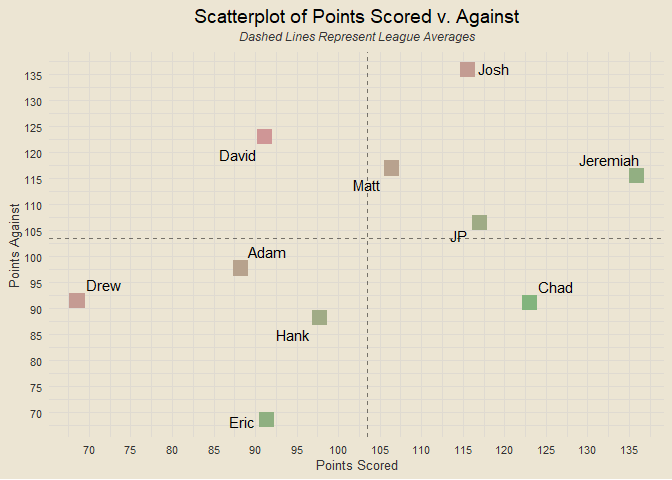 Scatterplot of Points Scored v. Against
Dashed Lines Represent League Averages
135
Josh
130
125
David
120
Jeremiah
Matt
115
110
JP
105
Points Against
100
Adam
95
Drew
Chad
90
85
Hank
80
75
70
Eric
70 75 80 85 90 95 100 105 110 115 120 125 130 135
Points Scored